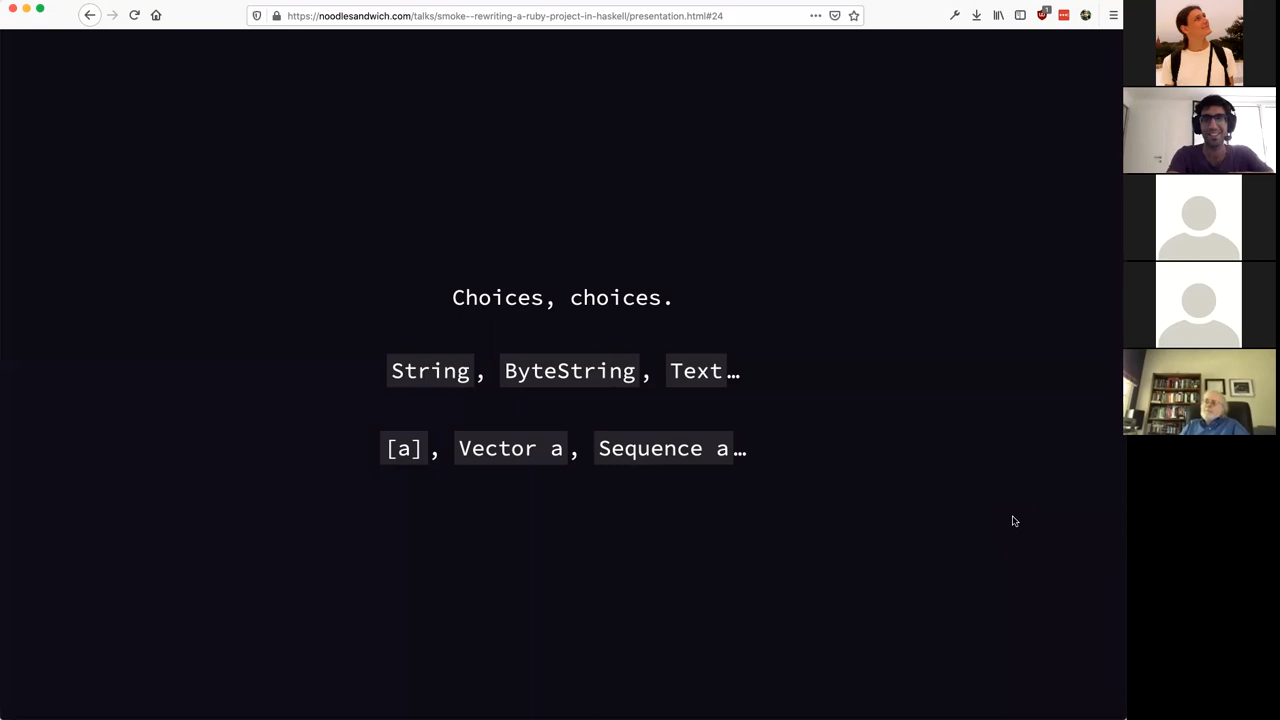 https://noodlesandwich.com/talks/smoke--rewriting-a-ruby-project-in-haskell/presentation.html#24
1
Choices, choices.
String, ByteString, Text…
[a], Vector a, Sequence a…